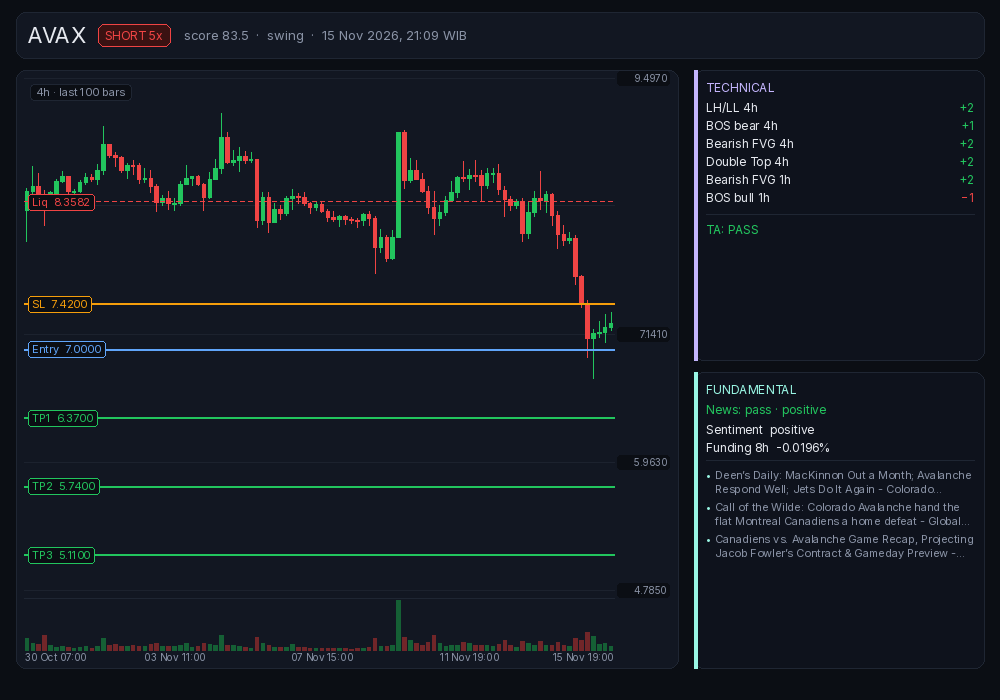 AVAX SHORT 5x score 83.5 · swing · 15 Nov 2026, 21:09 WIB
4h · last 100 bars
9.4970
Liq 8.3582
SL 7.4200
7.1410
Entry 7.0000
TP1 6.3700
5.9630
TP2 5.7400
TP3 5.1100
4.7850
30 Oct 07:00 03 Nov 11:00 07 Nov 15:00 11 Nov 19:00 15 Nov 19:00
TECHNICAL
LH/LL 4h +2
BOS bear 4h +1
Bearish FVG 4h +2
Double Top 4h +2
Bearish FVG 1h +2
BOS bull 1h −1
TA: PASS
FUNDAMENTAL
News: pass · positive
Sentiment positive
Funding 8h -0.0196%
• Deen's Daily: MacKinnon Out a Month; Avalanche
Respond Well; Jets Do It Again - Colorado...
• Call of the Wilde: Colorado Avalanche hand the
flat Montreal Canadiens a home defeat - Global...
• Canadiens vs. Avalanche Game Recap, Projecting
Jacob Fowler's Contract & Gameday Preview -...